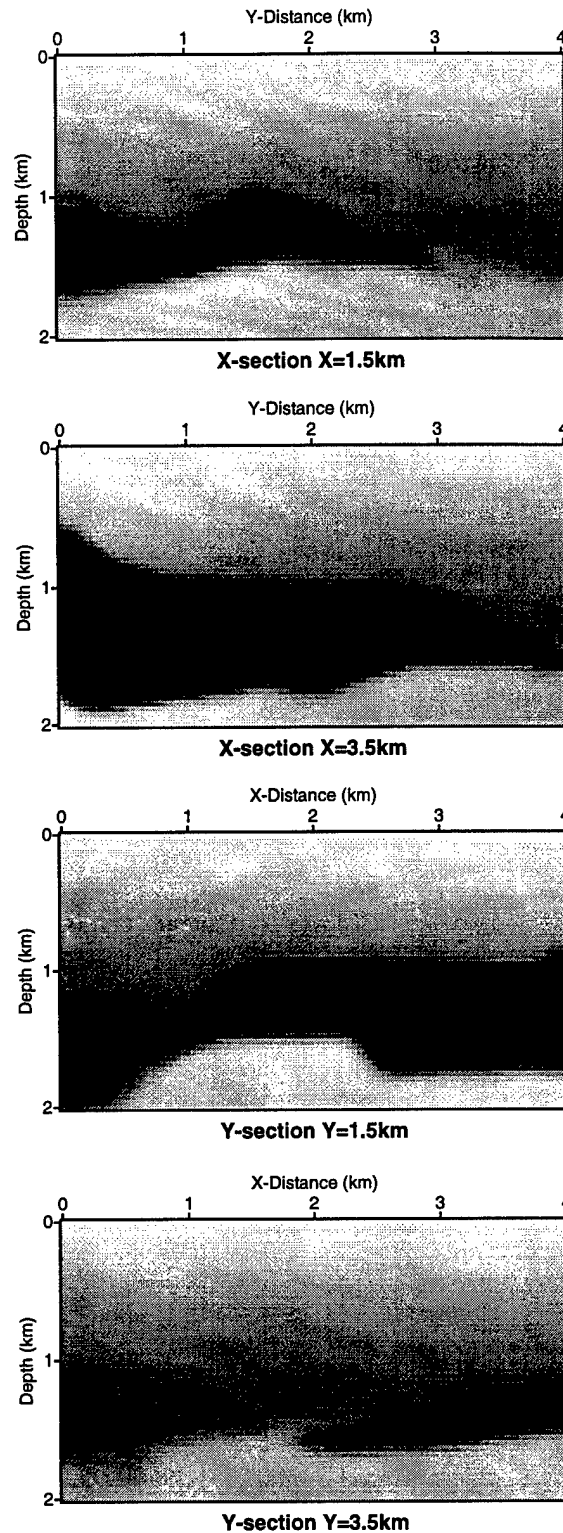 Y-Distance (km)
0 1 2 3 4
0
Depth (km)
1
2
X-section X=1.5km
Y-Distance (km)
0 1 2 3 4
0
Depth (km)
1
2
X-section X=3.5km
X-Distance (km)
0 1 2 3 4
0
Depth (km)
1
2
Y-section Y=1.5km
X-Distance (km)
0 1 2 3 4
0
Depth (km)
1
2
Y-section Y=3.5km